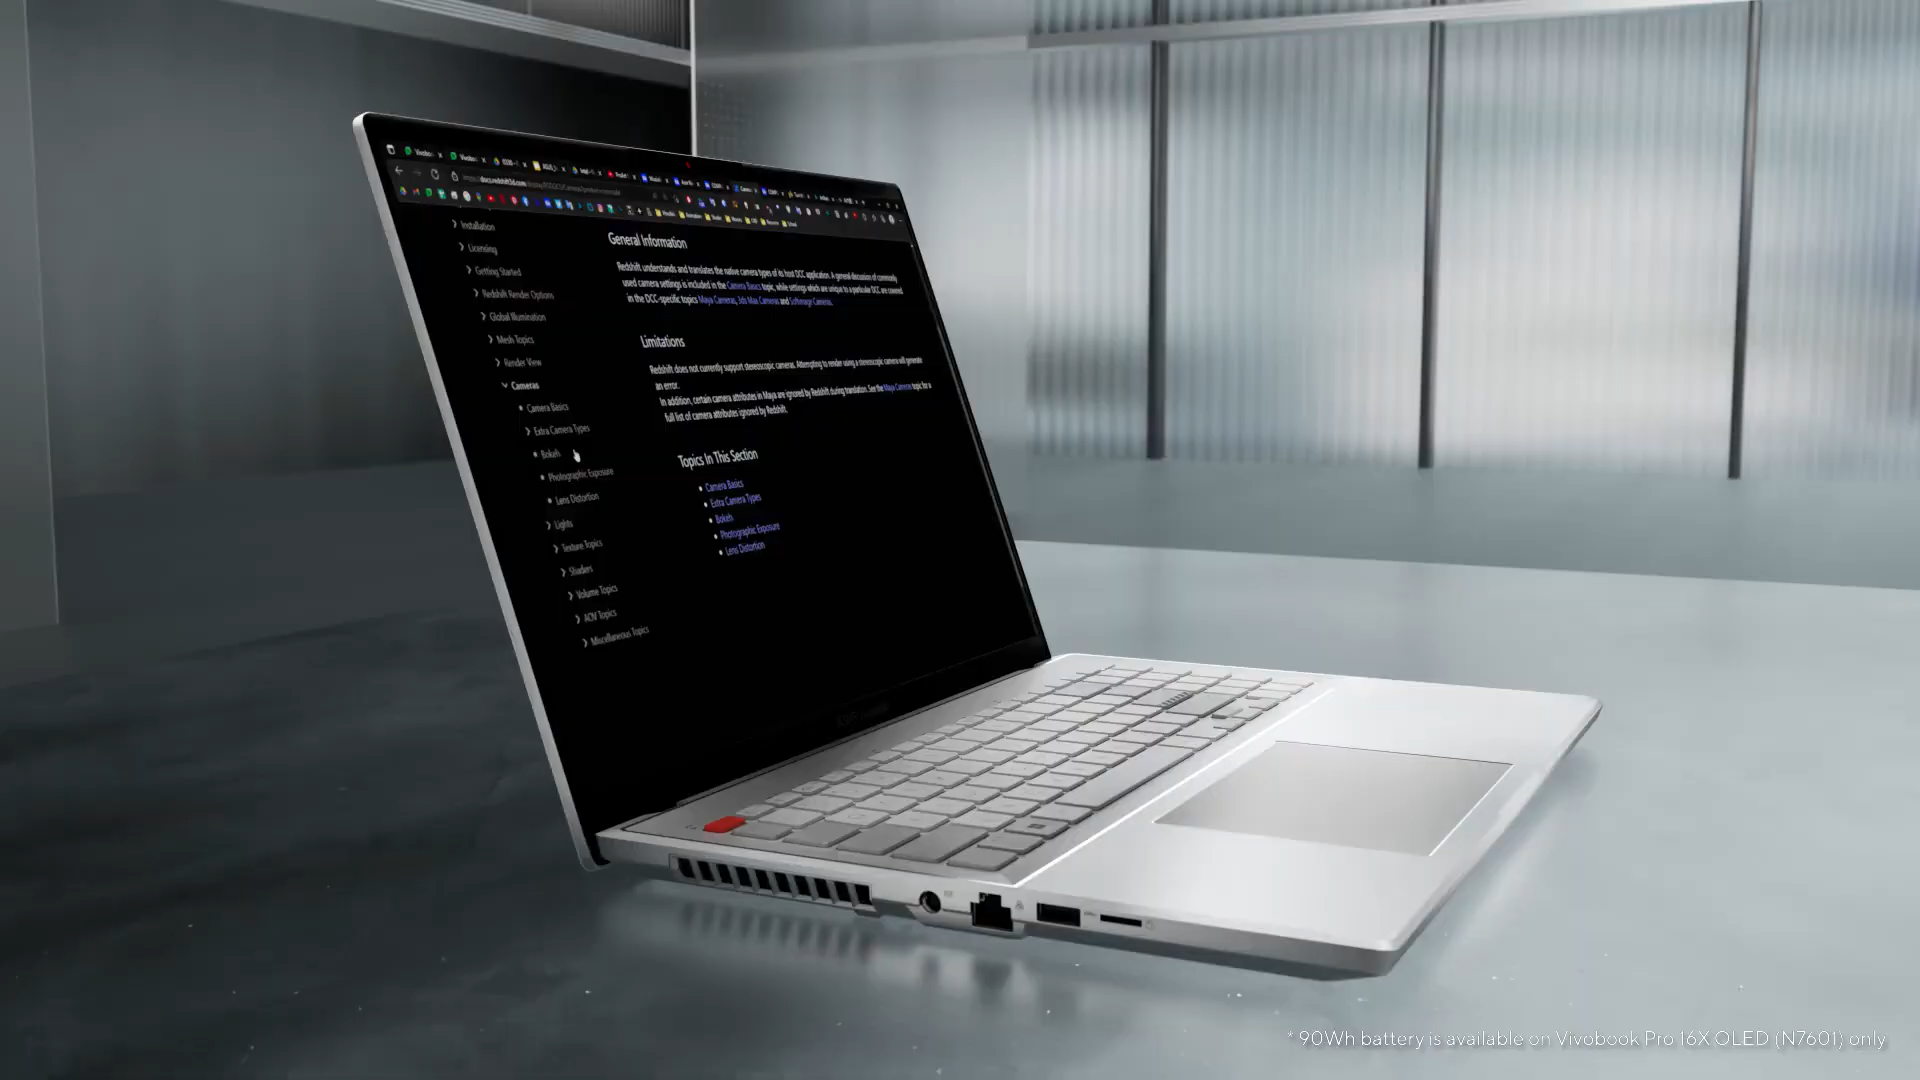 docs.redshift3d.com
Installation
Licensing
Getting Started
Redshift Render Options
Global Illumination
Mesh Topics
Render View
Cameras
Camera Basics
Extra Camera Types
Bokeh
Photographic Exposure
Lens Distortion
Lights
Texture Topics
Shaders
Volume Topics
AOV Topics
Miscellaneous Topics
General Information
Redshift understands and translates the native camera types of its host DCC application. A general discussion of commonly
used camera settings is included in the Camera Basics topic, while settings which are unique to a particular DCC are covered
in the DCC-specific topics Maya Cameras, 3ds Max Cameras and Softimage Cameras.
Limitations
Redshift does not currently support stereoscopic cameras. Attempting to render using a stereoscopic camera will generate
an error.
In addition, certain camera attributes in Maya are ignored by Redshift during translation. See the Maya Cameras topic for a
full list of camera attributes ignored by Redshift.
Topics In This Section
Camera Basics
Extra Camera Types
Bokeh
Photographic Exposure
Lens Distortion
* 90Wh battery is available on Vivobook Pro 16X OLED (N7601) only